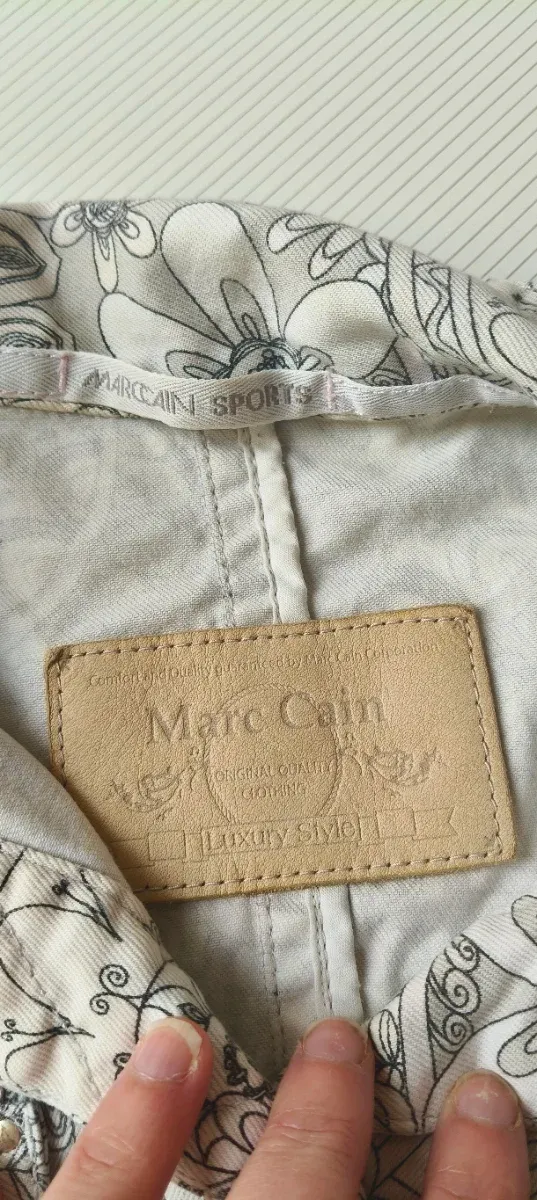 MARCCAIN SPORTS
Comfort and Quality guaranteed by Marc Cain Corporation
Marc Cain
ORIGINAL QUALITY
CLOTHING
Luxury Style